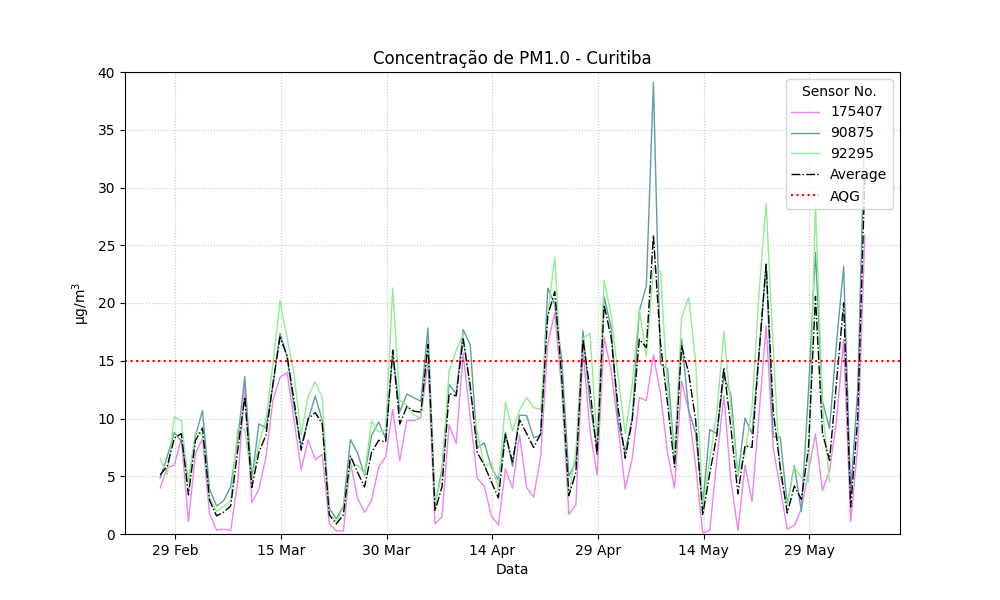 Concentração de PM1.0 - Curitiba
40
35
30
25
20
15
10
5
0
µg/m³
29 Feb
15 Mar
30 Mar
14 Apr
29 Apr
14 May
29 May
Data
Sensor No.
175407
90875
92295
Average
AQG